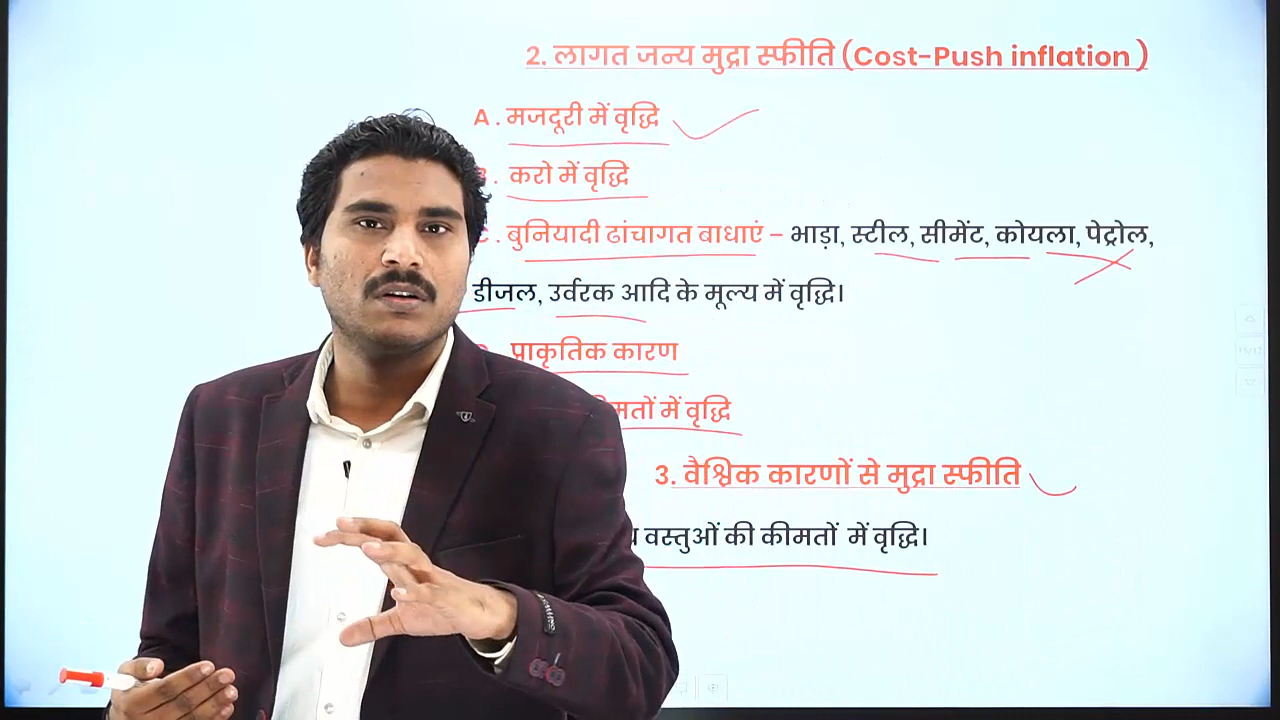 2. लागत जन्य मुद्रा स्फीति (Cost-Push inflation )
A . मजदूरी में वृद्धि
. करो में वृद्धि
C . बुनियादी ढांचागत बाधाएं – भाड़ा, स्टील, सीमेंट, कोयला, पेट्रोल,
डीजल, उर्वरक आदि के मूल्य में वृद्धि।
प्राकृतिक कारण
में वृद्धि
3. वैश्विक कारणों से मुद्रा स्फीति
वस्तुओं की कीमतों में वृद्धि।